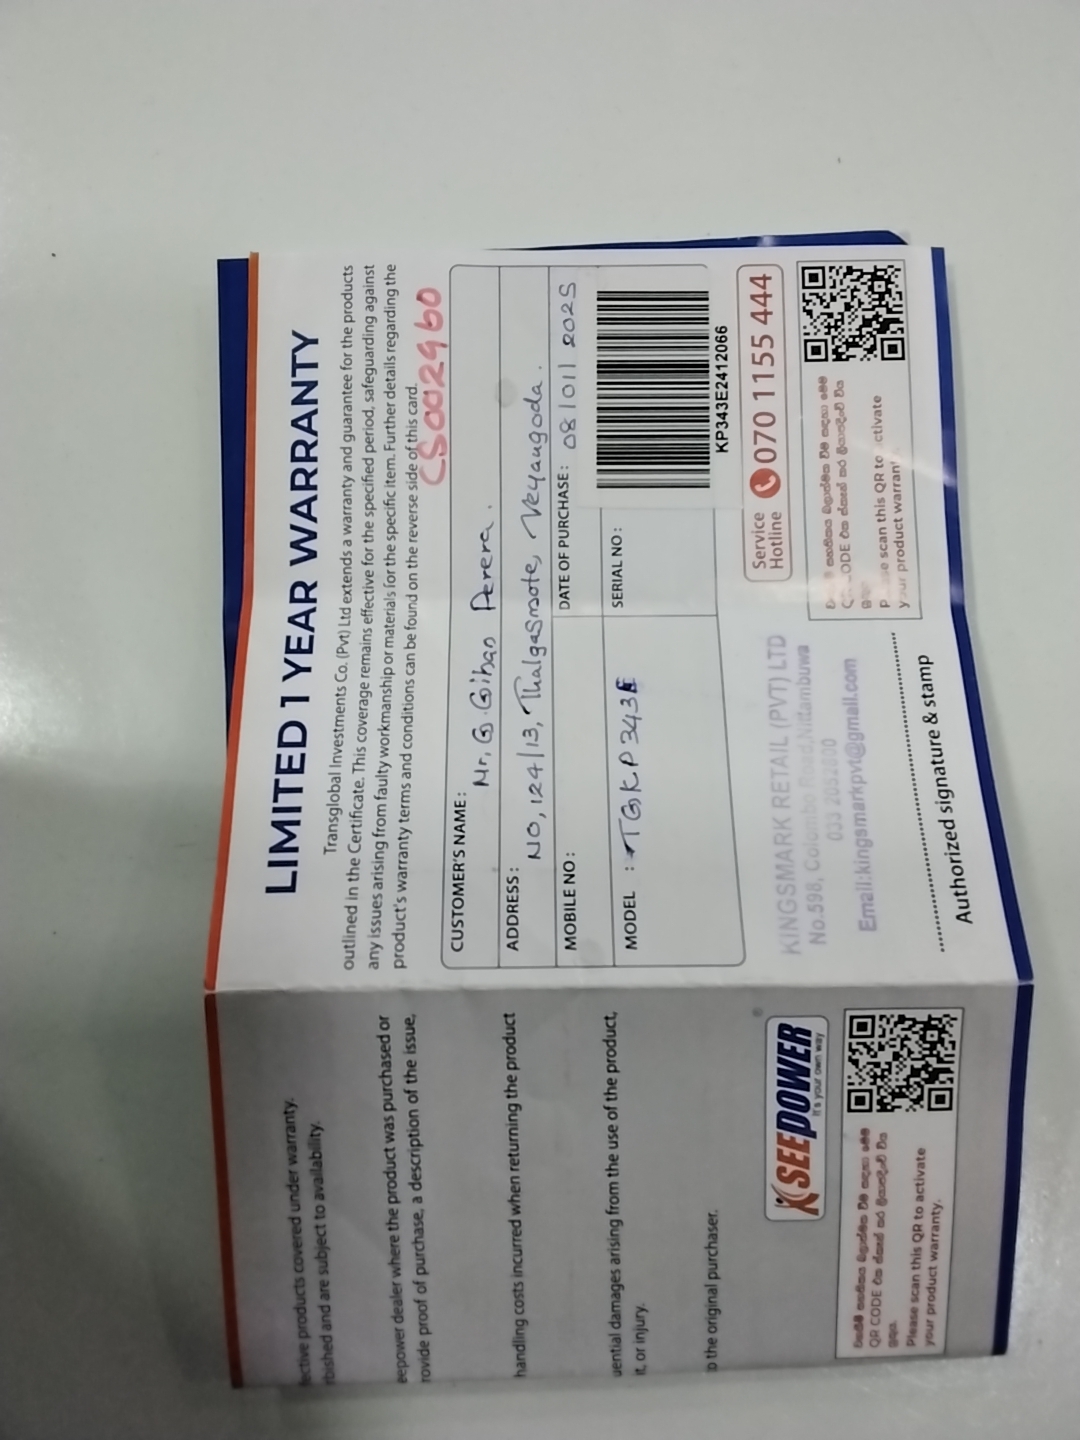 LIMITED 1 YEAR WARRANTY
Transglobal Investments Co. (Pvt) Ltd extends a warranty and guarantee for the products
outlined in the Certificate. This coverage remains effective for the specified period, safeguarding against
any issues arising from faulty workmanship or materials for the specific item. Further details regarding the
product's warranty terms and conditions can be found on the reverse side of this card.
CS002960
CUSTOMER'S NAME :
Mr, G. Gihan Perera.
ADDRESS :
NO, 124/13, Thalgasmote, Veyangoda.
MOBILE NO :
DATE OF PURCHASE : 08/01/2025
MODEL : TGKP343E
SERIAL NO :
KP343E2412066
Service Hotline 070 1155 444
KINGSMARK RETAIL (PVT) LTD
No.598, Colombo Road,Nittambuwa
033 2052800
Email:kingsmarkpvt@gmail.com
QR CODE
Please scan this QR to activate
your product warranty
Authorized signature & stamp
fective products covered under warranty.
rbished and are subject to availability.
eepower dealer where the product was purchased or
rovide proof of purchase, a description of the issue,
handling costs incurred when returning the product
uential damages arising from the use of the product,
it, or injury.
o the original purchaser.
SEEPOWER
It's your own way
QR CODE
Please scan this QR to activate
your product warranty.